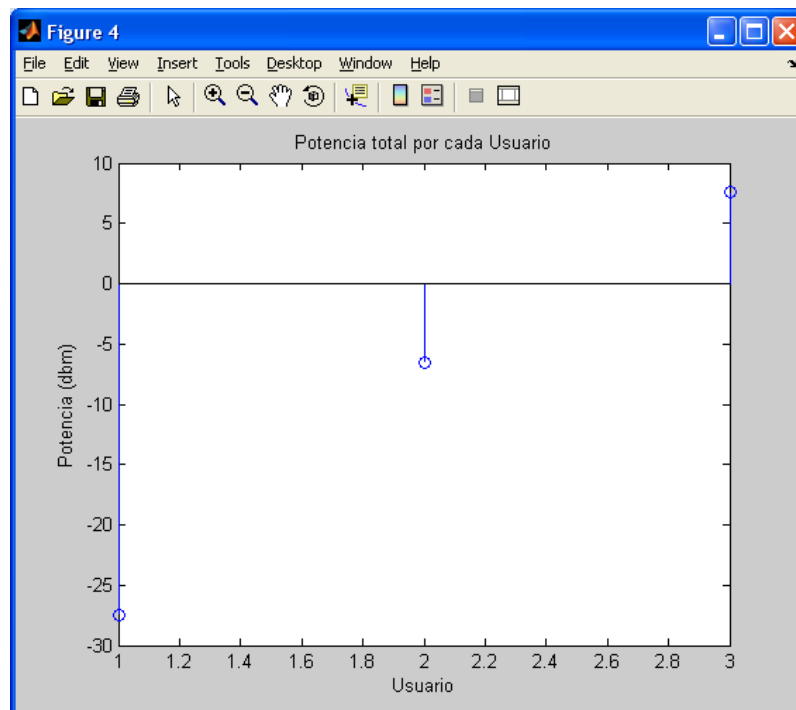 Figure 4
File Edit View Insert Tools Desktop Window Help
Potencia total por cada Usuario
10
5
0
-5
-10
-15
-20
-25
-30
Potencia (dbm)
1 1.2 1.4 1.6 1.8 2 2.2 2.4 2.6 2.8 3
Usuario